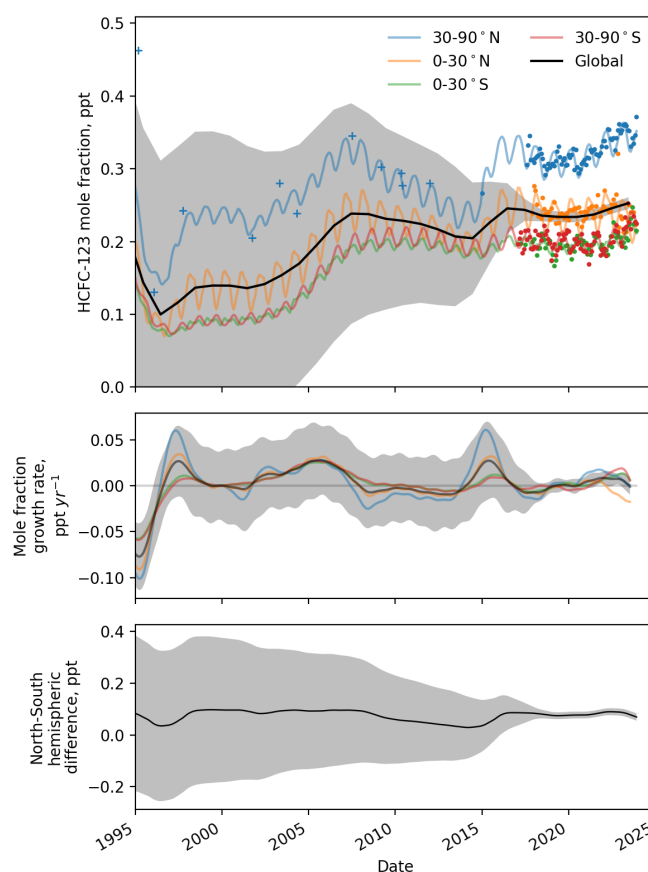 HCFC-123 mole fraction, ppt
0.5
0.4
0.3
0.2
0.1
0.0
30-90°N
0-30°N
0-30°S
30-90°S
Global
Mole fraction
growth rate,
ppt yr⁻¹
0.05
0.00
−0.05
−0.10
North-South
hemispheric
difference, ppt
0.4
0.2
0.0
−0.2
1995
2000
2005
2010
2015
2020
2025
Date